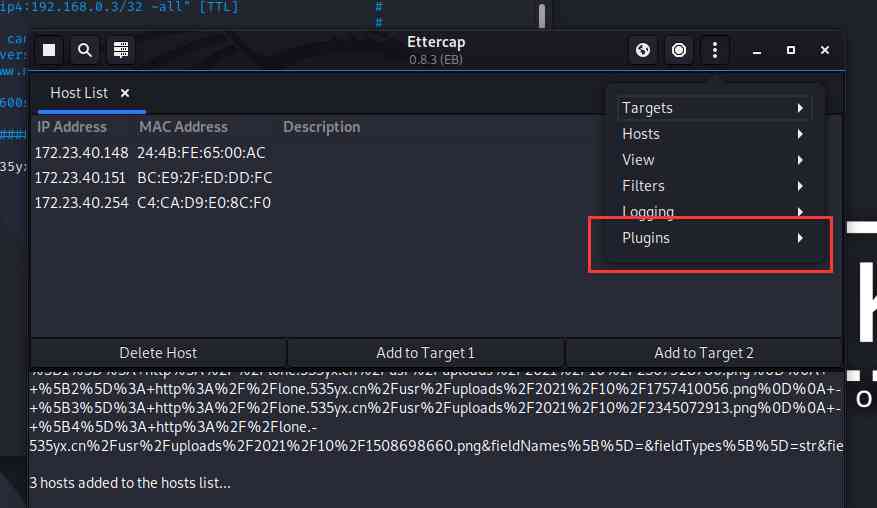 ip4:192.168.0.3/32 ~all" [TTL] #
#
Ettercap
0.8.3 (EB)
Host List ×
IP Address MAC Address Description
172.23.40.148 24:4B:FE:65:00:AC
172.23.40.151 BC:E9:2F:ED:DD:FC
172.23.40.254 C4:CA:D9:E0:8C:F0
Targets
Hosts
View
Filters
Logging
Plugins
600s
####
35yx
Delete Host Add to Target 1 Add to Target 2
+%5B2%5D%3A+http%3A%2F%2Flone.535yx.cn%2Fusr%2Fuploads%2F2021%2F10%2F1757410056.png%0D%0A+-
+%5B3%5D%3A+http%3A%2F%2Flone.535yx.cn%2Fusr%2Fuploads%2F2021%2F10%2F2345072913.png%0D%0A+-
+%5B4%5D%3A+http%3A%2F%2Flone.-
535yx.cn%2Fusr%2Fuploads%2F2021%2F10%2F1508698660.png&fieldNames%5B%5D=&fieldTypes%5B%5D=str&fie
3 hosts added to the hosts list...